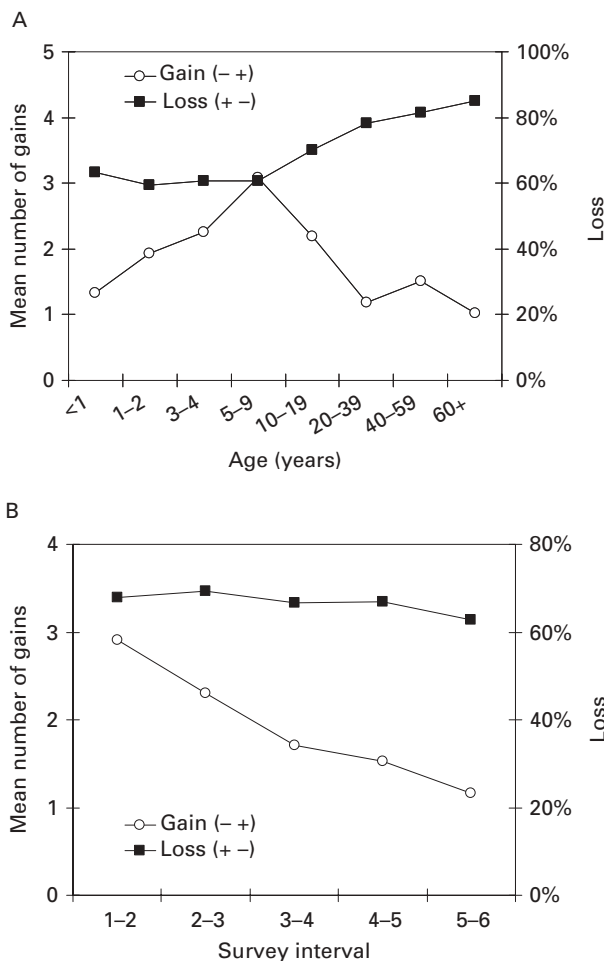 A
Gain (– +)
Loss (+ –)
5
4
3
2
1
0
100%
80%
60%
40%
20%
0%
Mean number of gains
Loss
<1
1–2
3–4
5–9
10–19
20–39
40–59
60+
Age (years)
B
4
3
2
1
0
80%
60%
40%
20%
0%
Mean number of gains
Loss
Gain (– +)
Loss (+ –)
1–2
2–3
3–4
4–5
5–6
Survey interval